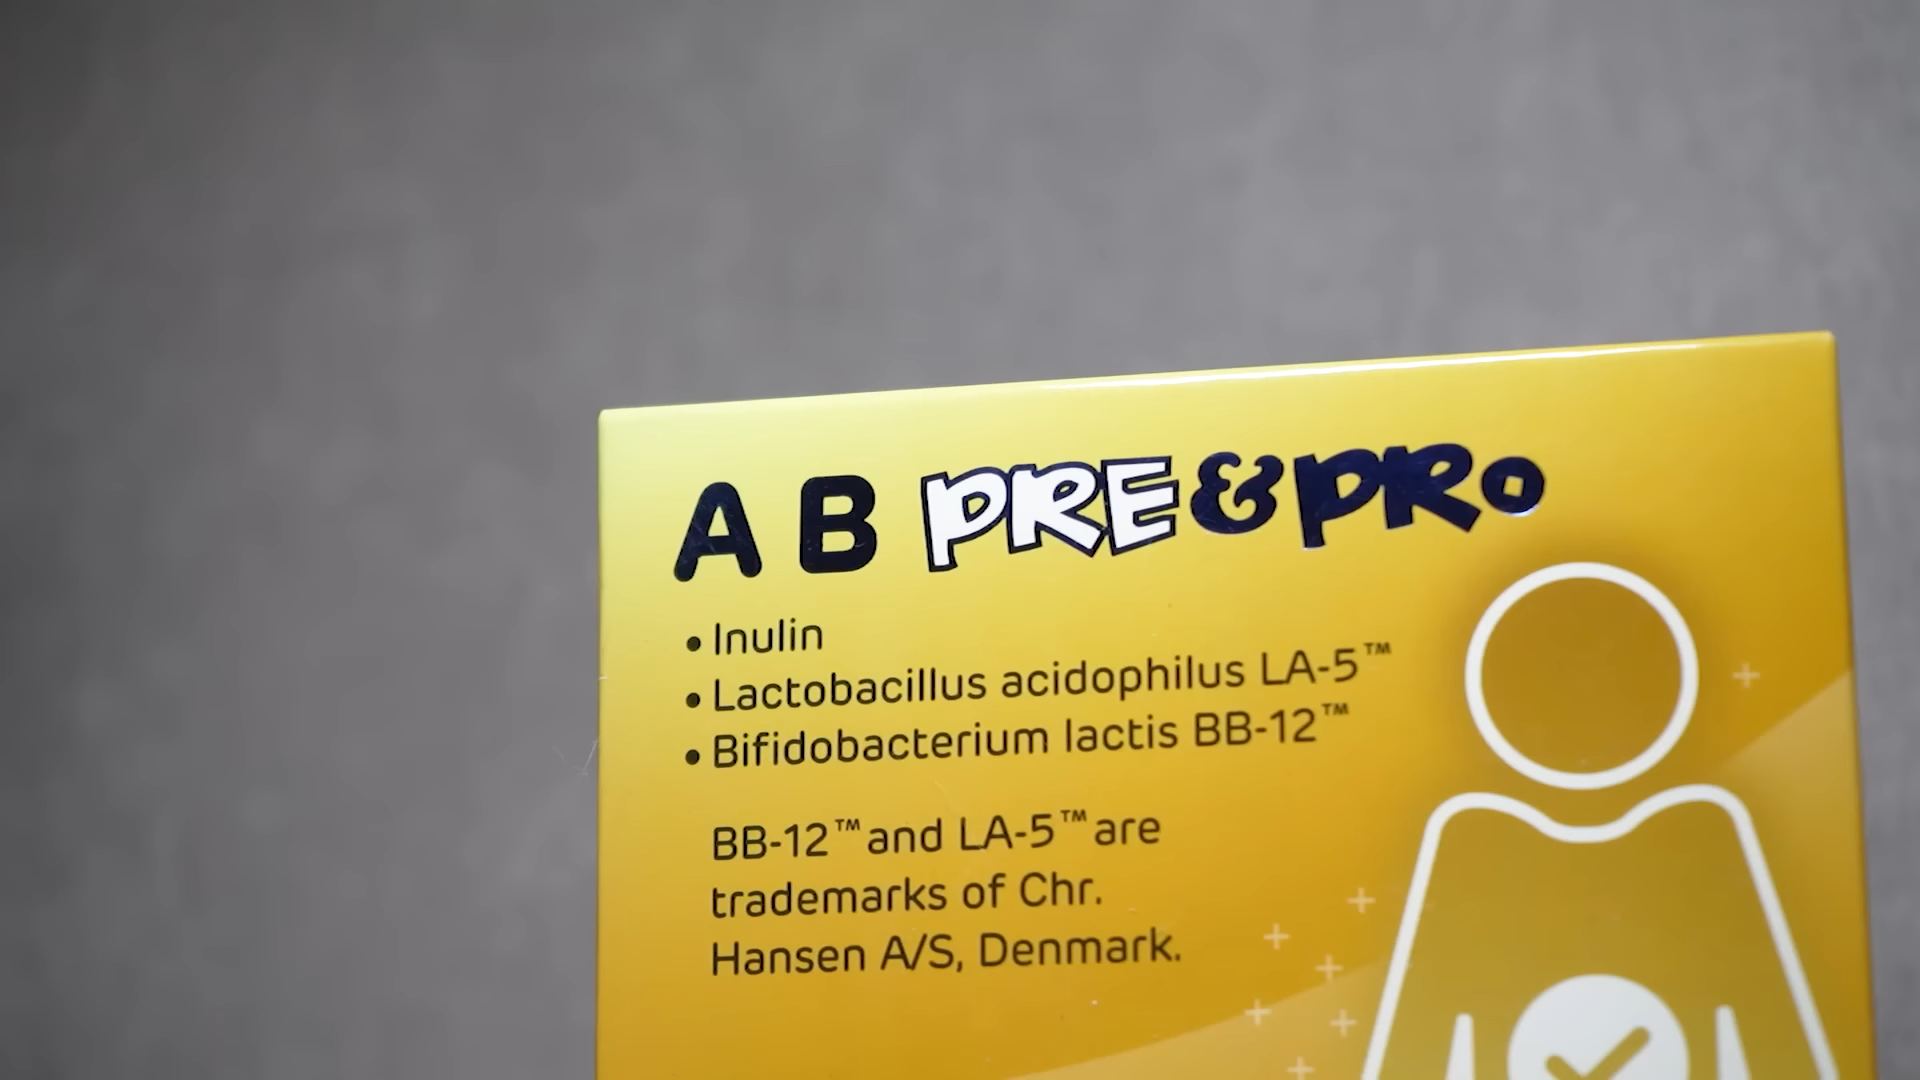 A B PRE & PRO
• Inulin
• Lactobacillus acidophilus LA-5™
• Bifidobacterium lactis BB-12™
BB-12™ and LA-5™ are
trademarks of Chr.
Hansen A/S, Denmark.